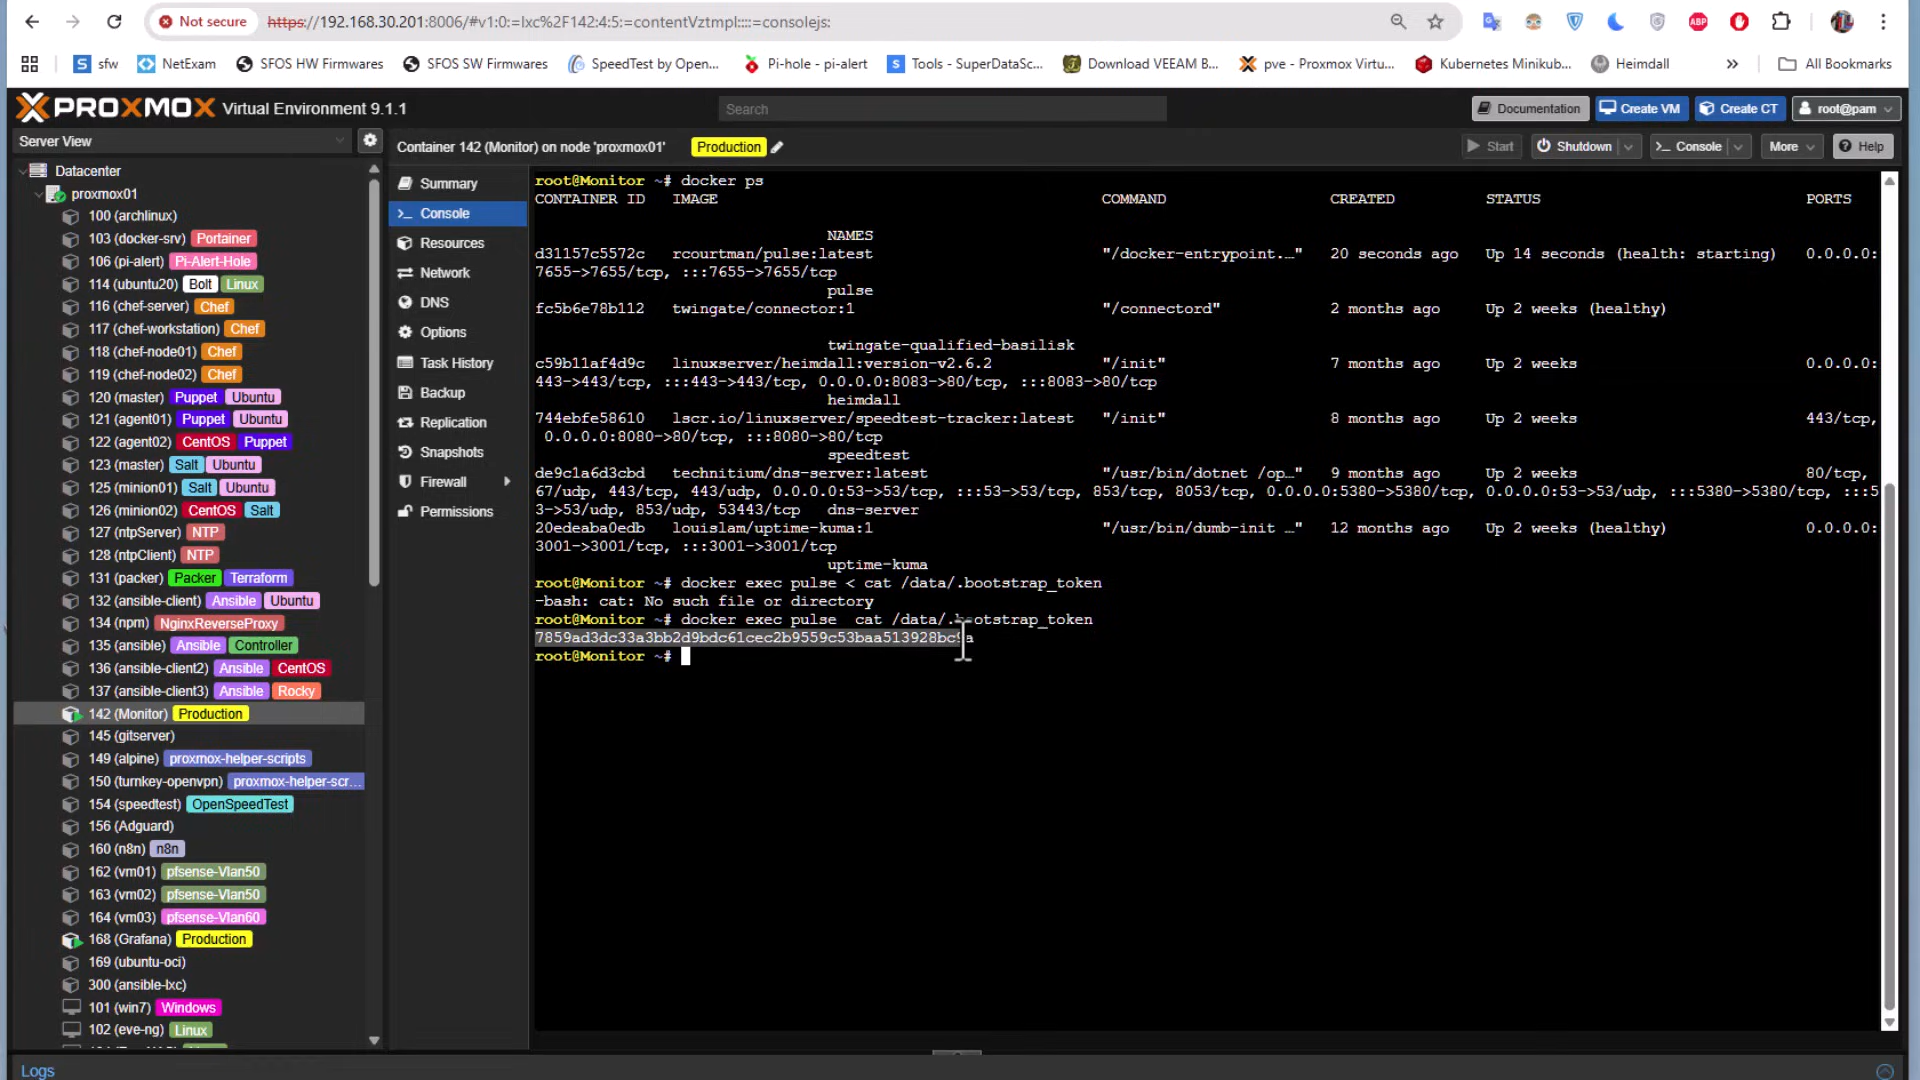 Not secure
https://192.168.30.201:8006/#v1:0:=lxc%2F142:4:5:=contentVztmpl::::=consolejs:
ABP
sfw
NetExam
SFOS HW Firmwares
SFOS SW Firmwares
SpeedTest by Open...
Pi-hole - pi-alert
Tools - SuperDataSc...
Download VEEAM B...
pve - Proxmox Virtu...
Kubernetes Minikub...
Heimdall
»
All Bookmarks
PROXMOX Virtual Environment 9.1.1
Search
Documentation
Create VM
Create CT
root@pam
Server View
Container 142 (Monitor) on node 'proxmox01'
Production
Start
Shutdown
Console
More
Help
Datacenter
proxmox01
100 (archlinux)
103 (docker-srv) Portainer
106 (pi-alert) Pi-Alert-Hole
114 (ubuntu20) Bolt Linux
116 (chef-server) Chef
117 (chef-workstation) Chef
118 (chef-node01) Chef
119 (chef-node02) Chef
120 (master) Puppet Ubuntu
121 (agent01) Puppet Ubuntu
122 (agent02) CentOS Puppet
123 (master) Salt Ubuntu
125 (minion01) Salt Ubuntu
126 (minion02) CentOS Salt
127 (ntpServer) NTP
128 (ntpClient) NTP
131 (packer) Packer Terraform
132 (ansible-client) Ansible Ubuntu
134 (npm) NginxReverseProxy
135 (ansible) Ansible Controller
136 (ansible-client2) Ansible CentOS
137 (ansible-client3) Ansible Rocky
142 (Monitor) Production
145 (gitserver)
149 (alpine) proxmox-helper-scripts
150 (turnkey-openvpn) proxmox-helper-scr...
154 (speedtest) OpenSpeedTest
156 (Adguard)
160 (n8n) n8n
162 (vm01) pfsense-Vlan50
163 (vm02) pfsense-Vlan50
164 (vm03) pfsense-Vlan60
168 (Grafana) Production
169 (ubuntu-oci)
300 (ansible-lxc)
101 (win7) Windows
102 (eve-ng) Linux
Summary
Console
Resources
Network
DNS
Options
Task History
Backup
Replication
Snapshots
Firewall
Permissions
root@Monitor ~# docker ps
CONTAINER ID IMAGE COMMAND CREATED STATUS PORTS
NAMES
d31157c5572c rcourtman/pulse:latest "/docker-entrypoint.…" 20 seconds ago Up 14 seconds (health: starting) 0.0.0.0:
7655->7655/tcp, :::7655->7655/tcp
pulse
fc5b6e78b112 twingate/connector:1 "/connectord" 2 months ago Up 2 weeks (healthy)
twingate-qualified-basilisk
c59b11af4d9c linuxserver/heimdall:version-v2.6.2 "/init" 7 months ago Up 2 weeks 0.0.0.0:
443->443/tcp, :::443->443/tcp, 0.0.0.0:8083->80/tcp, :::8083->80/tcp
heimdall
744ebfe58610 lscr.io/linuxserver/speedtest-tracker:latest "/init" 8 months ago Up 2 weeks 443/tcp,
0.0.0.0:8080->80/tcp, :::8080->80/tcp
speedtest
de9c1a6d3cbd technitium/dns-server:latest "/usr/bin/dotnet /op…" 9 months ago Up 2 weeks 80/tcp,
67/udp, 443/tcp, 443/udp, 0.0.0.0:53->53/tcp, :::53->53/tcp, 853/tcp, 8053/tcp, 0.0.0.0:5380->5380/tcp, 0.0.0.0:53->53/udp, :::5380->5380/tcp, :::5
3->53/udp, 853/udp, 53443/tcp dns-server
20edeaba0edb louislam/uptime-kuma:1 "/usr/bin/dumb-init …" 12 months ago Up 2 weeks (healthy) 0.0.0.0:
3001->3001/tcp, :::3001->3001/tcp
uptime-kuma
root@Monitor ~# docker exec pulse < cat /data/.bootstrap_token
-bash: cat: No such file or directory
root@Monitor ~# docker exec pulse cat /data/.bootstrap_token
7859ad3dc33a3bb2d9bdc61cec2b9559c53baa513928bc9a
root@Monitor ~#
Logs